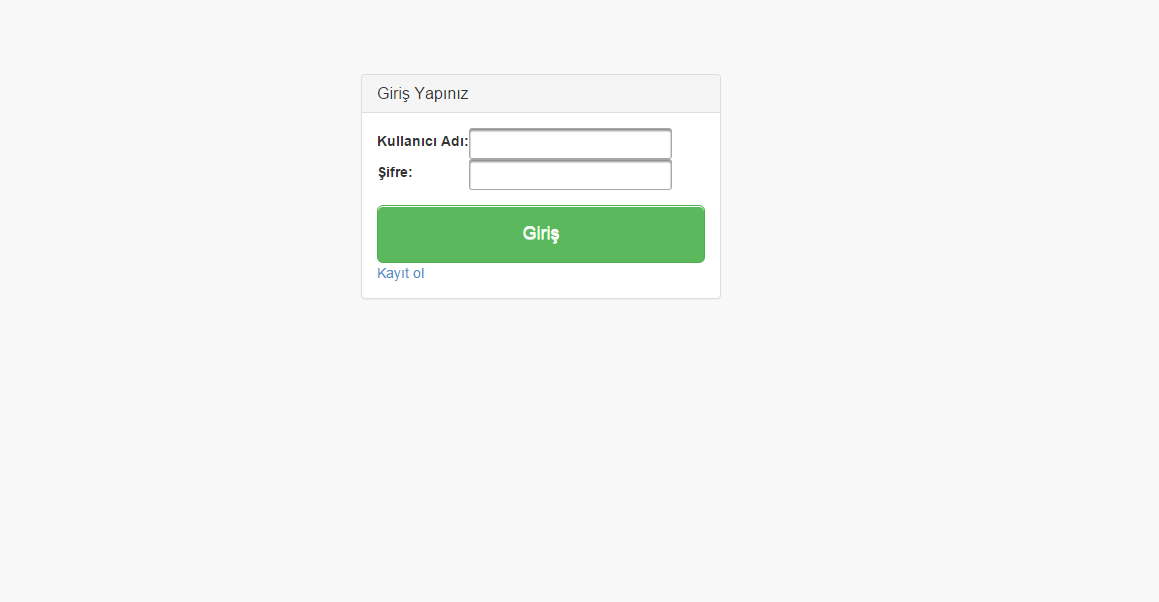 Giriş Yapınız
Kullanıcı Adı:
Şifre:
Giriş
Kayıt ol